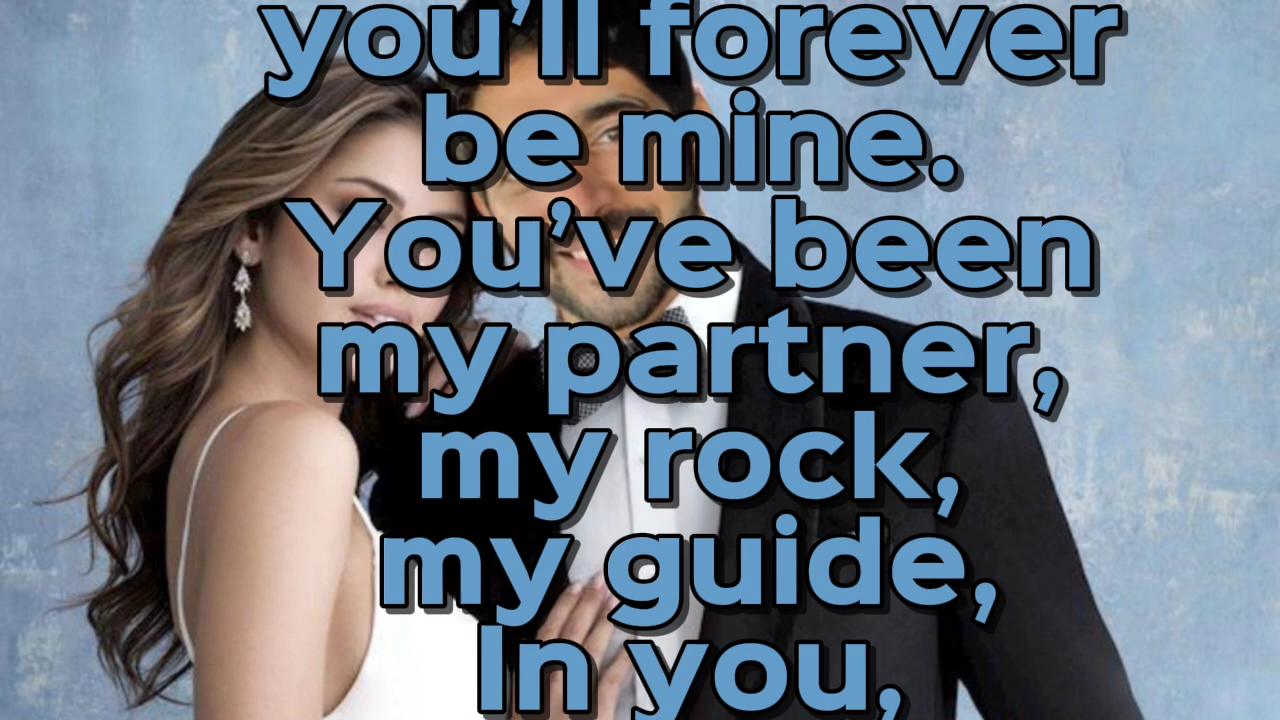 you’ll forever
be mine.
You’ve been
my partner,
my rock,
my guide,
In you,